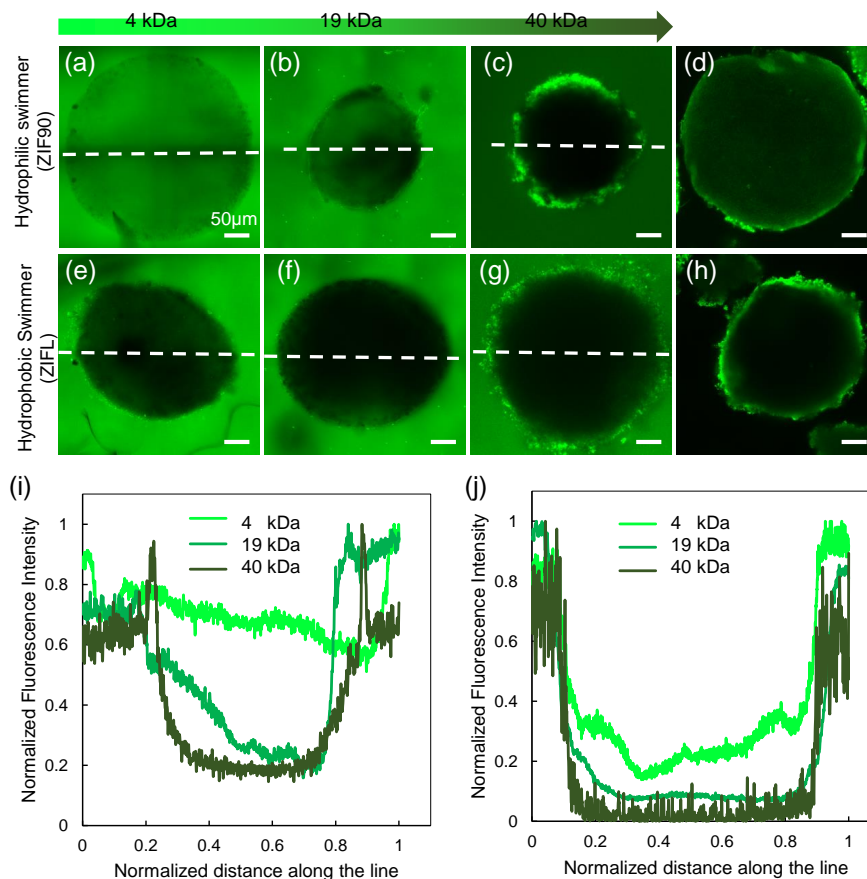 4 kDa 19 kDa 40 kDa
Hydrophilic swimmer
(ZIF90)
(a) (b) (c) (d)
50μm
Hydrophobic Swimmer
(ZIFL)
(e) (f) (g) (h)
(i)
Normalized Fluorescence Intensity
1
0.8
0.6
0.4
0.2
0
4 kDa
19 kDa
40 kDa
0 0.2 0.4 0.6 0.8 1
Normalized distance along the line
(j)
Normalized Fluorescence Intensity
1
0.8
0.6
0.4
0.2
0
4 kDa
19 kDa
40 kDa
0 0.2 0.4 0.6 0.8 1
Normalized distance along the line